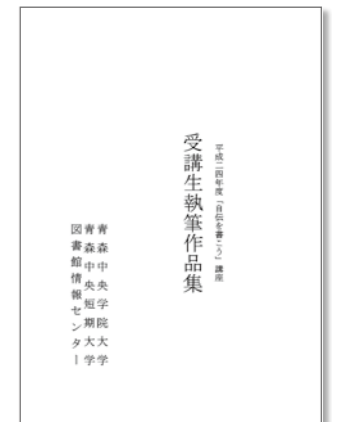 平成二四年度「自伝を書こう」講座
受講生執筆作品集
青森中央学院大学
青森中央短期大学
図書館情報センター